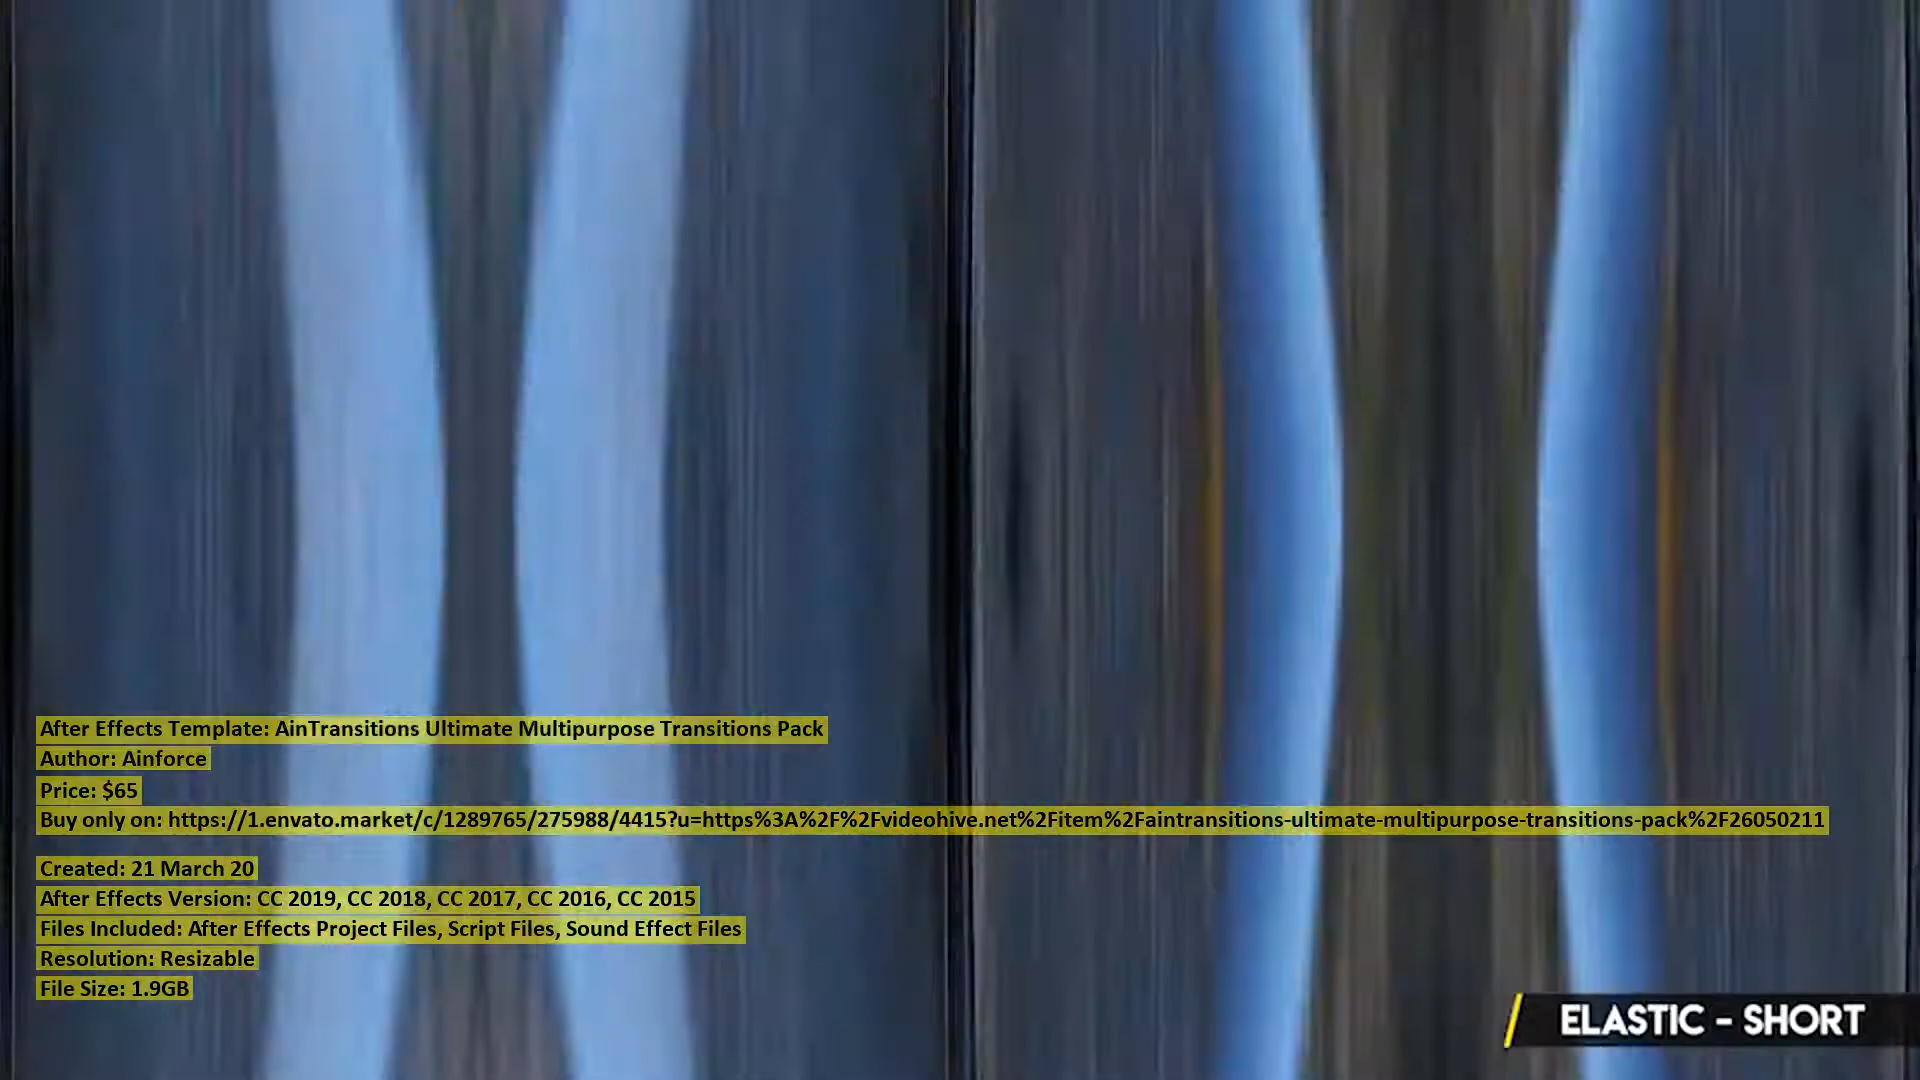 After Effects Template: AinTransitions Ultimate Multipurpose Transitions Pack
Author: Ainforce
Price: $65
Buy only on: https://1.envato.market/c/1289765/275988/4415?u=https%3A%2F%2Fvideohive.net%2Fitem%2Faintransitions-ultimate-multipurpose-transitions-pack%2F26050211
Created: 21 March 20
After Effects Version: CC 2019, CC 2018, CC 2017, CC 2016, CC 2015
Files Included: After Effects Project Files, Script Files, Sound Effect Files
Resolution: Resizable
File Size: 1.9GB
ELASTIC - SHORT